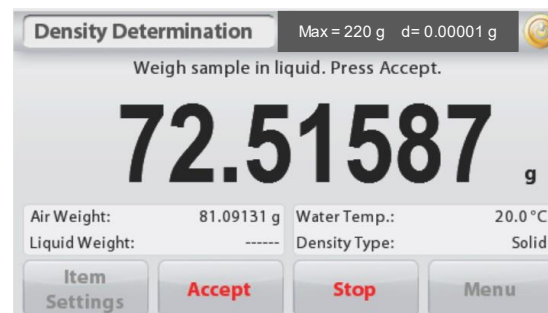 Density Determination Max = 220 g d= 0.00001 g
Weigh sample in liquid. Press Accept.
72.51587 g
Air Weight: 81.09131 g Water Temp.: 20.0 °C
Liquid Weight: ------ Density Type: Solid
Item Settings Accept Stop Menu